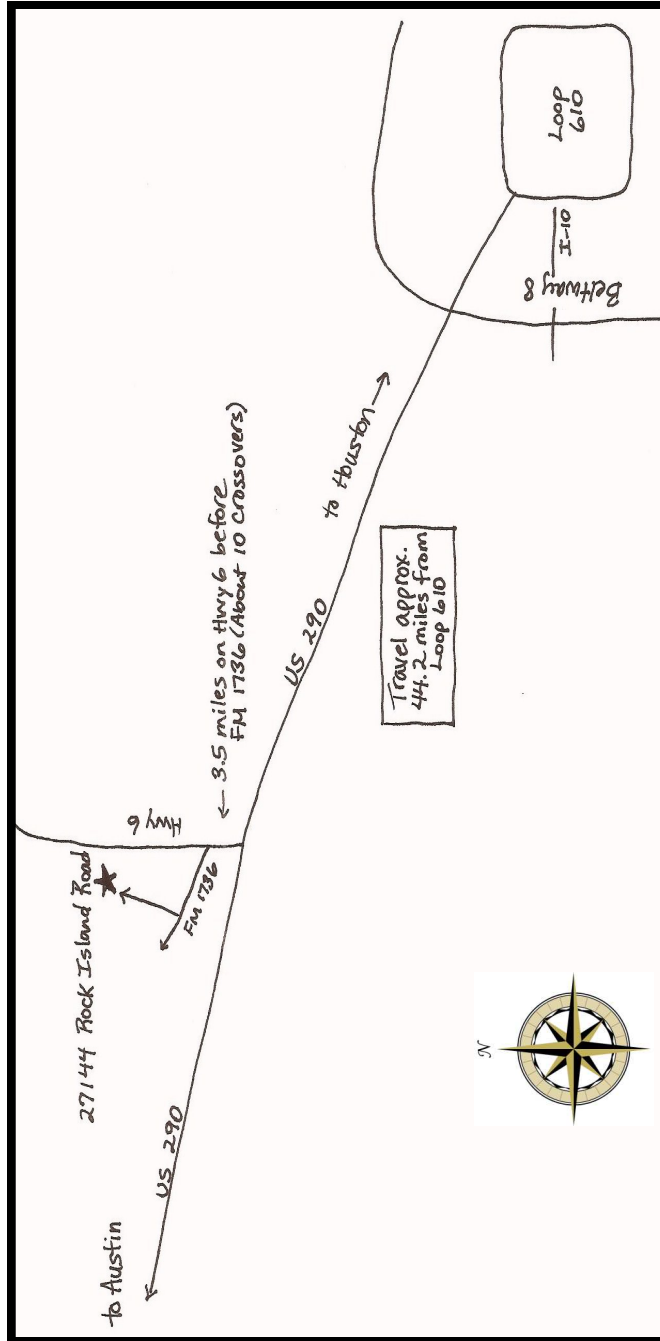 Loop
610
I-10
Beltway 8
to Houston →
← 3.5 miles on Hwy 6 before
FM 1736 (About 10 Crossovers)
US 290
Travel approx.
44.2 miles from
Loop 610
Hwy 6
27144 Rock Island Road
FM 1736
N
US 290
to Austin